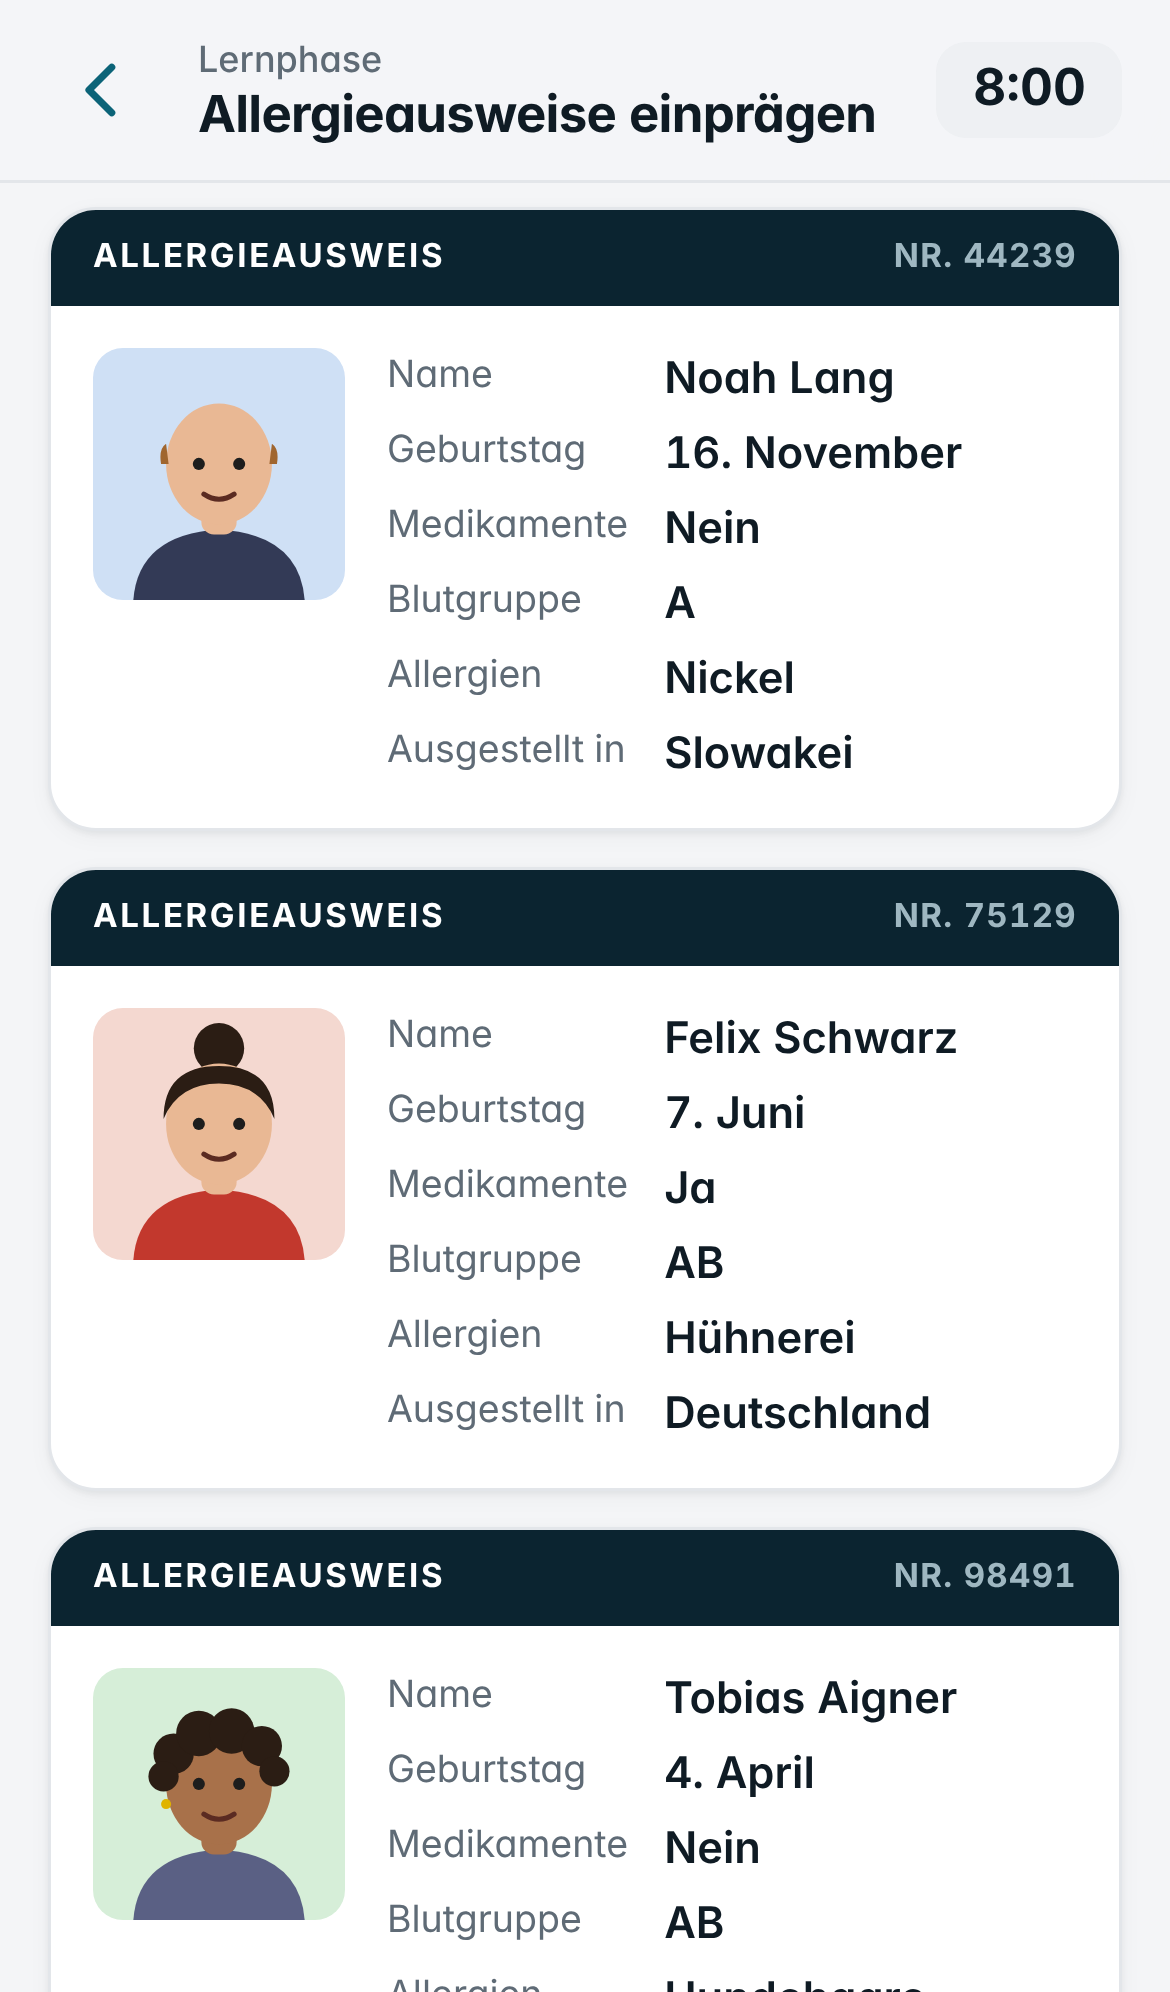 Lernphase
Allergieausweise einprägen
8:00
ALLERGIEAUSWEIS NR. 44239
Name Noah Lang
Geburtstag 16. November
Medikamente Nein
Blutgruppe A
Allergien Nickel
Ausgestellt in Slowakei
ALLERGIEAUSWEIS NR. 75129
Name Felix Schwarz
Geburtstag 7. Juni
Medikamente Ja
Blutgruppe AB
Allergien Hühnerei
Ausgestellt in Deutschland
ALLERGIEAUSWEIS NR. 98491
Name Tobias Aigner
Geburtstag 4. April
Medikamente Nein
Blutgruppe AB
Allergien Hundehaare